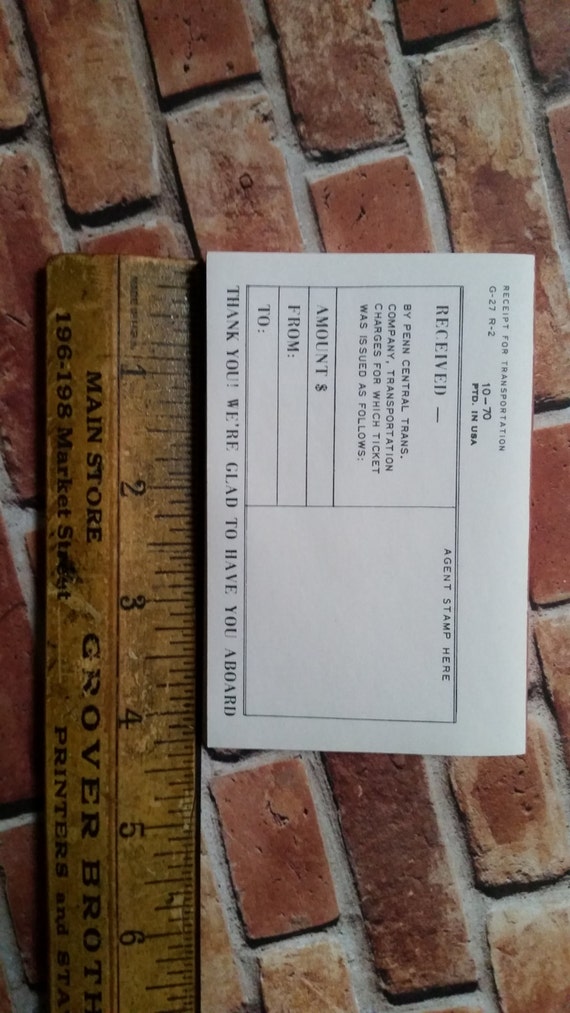 RECEIPT FOR TRANSPORTATION
G-27 R-2
10-70
PTD. IN USA
RECEIVED —
BY PENN CENTRAL TRANS.
COMPANY, TRANSPORTATION
CHARGES FOR WHICH TICKET
WAS ISSUED AS FOLLOWS:
AMOUNT $
FROM:
TO:
AGENT STAMP HERE
THANK YOU! WE'RE GLAD TO HAVE YOU ABOARD
1 2 3 4 5 6
MAIN STORE
196-198 Market Street
GROVER BROTH
PRINTERS and STA